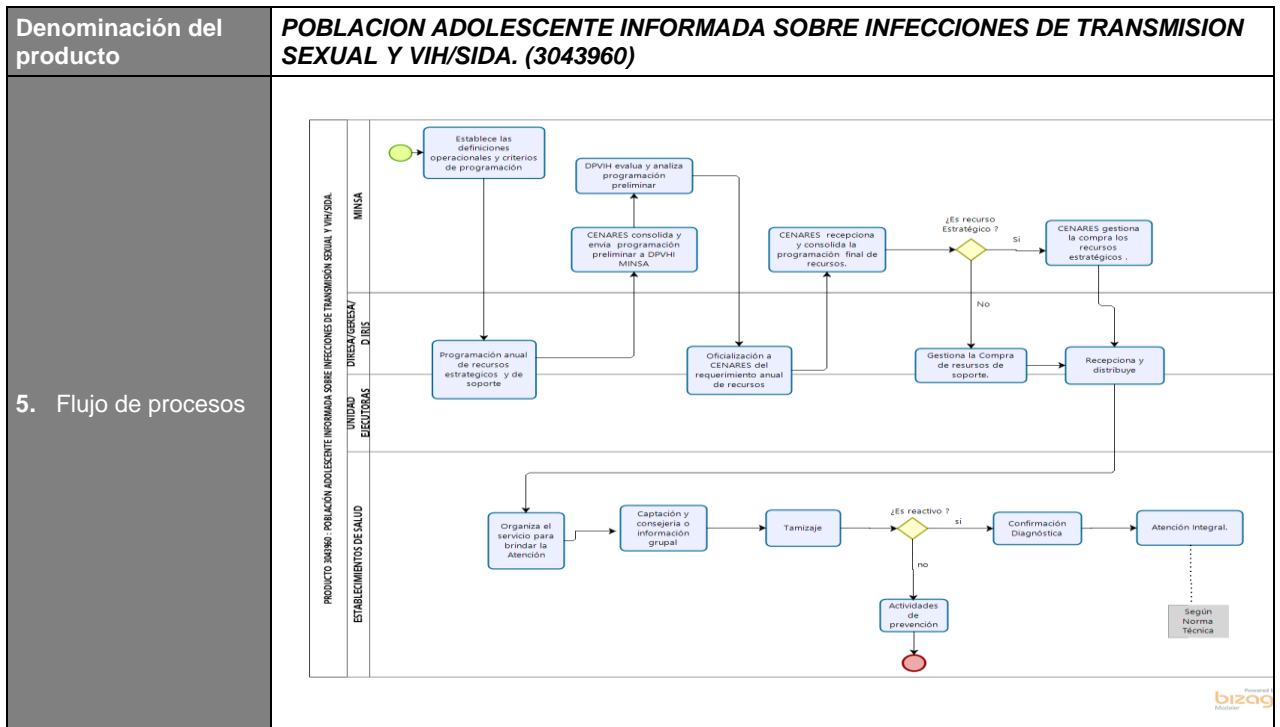 Denominación del
producto
POBLACION ADOLESCENTE INFORMADA SOBRE INFECCIONES DE TRANSMISION
SEXUAL Y VIH/SIDA. (3043960)
5. Flujo de procesos
PRODUCTO 3043960 : POBLACIÓN ADOLESCENTE INFORMADA SOBRE INFECCIONES DE TRANSMISIÓN SEXUAL Y VIH/SIDA.
MINSA
Establece las
definiciones
operacionales y criterios
de programación
DPVIH evalua y analiza
programación
preliminar
CENARES consolida y
envia programación
preliminar a DPVHI
MINSA
CENARES recepciona
y consolida la
programación final de
recursos.
¿Es recurso
Estratégico ?
Si
No
CENARES gestiona
la compra los
recursos
estratégicos .
DIRESA/GERESA/
D IRIS
UNIDAD
EJECUTORAS
Programación anual
de recursos
estrategicos y de
soporte
Oficialización a
CENARES del
requerimiento anual
de recursos
Gestiona la Compra
de resursos de
soporte.
Recepciona y
distribuye
ESTABLECIMIENTOS DE SALUD
Organiza el
servicio para
brindar la
Atención
Captación y
consejeria o
información
grupal
Tamizaje
¿Es reactivo ?
si
no
Confirmación
Diagnóstica
Atención Integral.
Actividades
de
prevención
Según
Norma
Técnica
Powered
bizag
Modeler